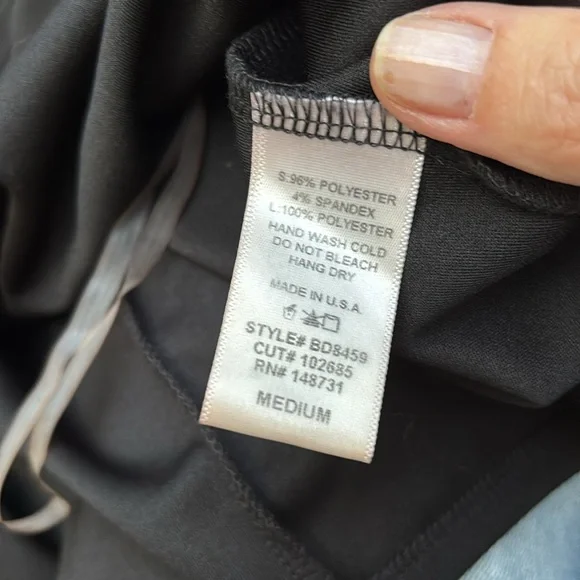 S:96% POLYESTER
4% SPANDEX
L:100% POLYESTER
HAND WASH COLD
DO NOT BLEACH
HANG DRY
MADE IN U.S.A.
STYLE# BD8459
CUT# 102685
RN# 148731
MEDIUM